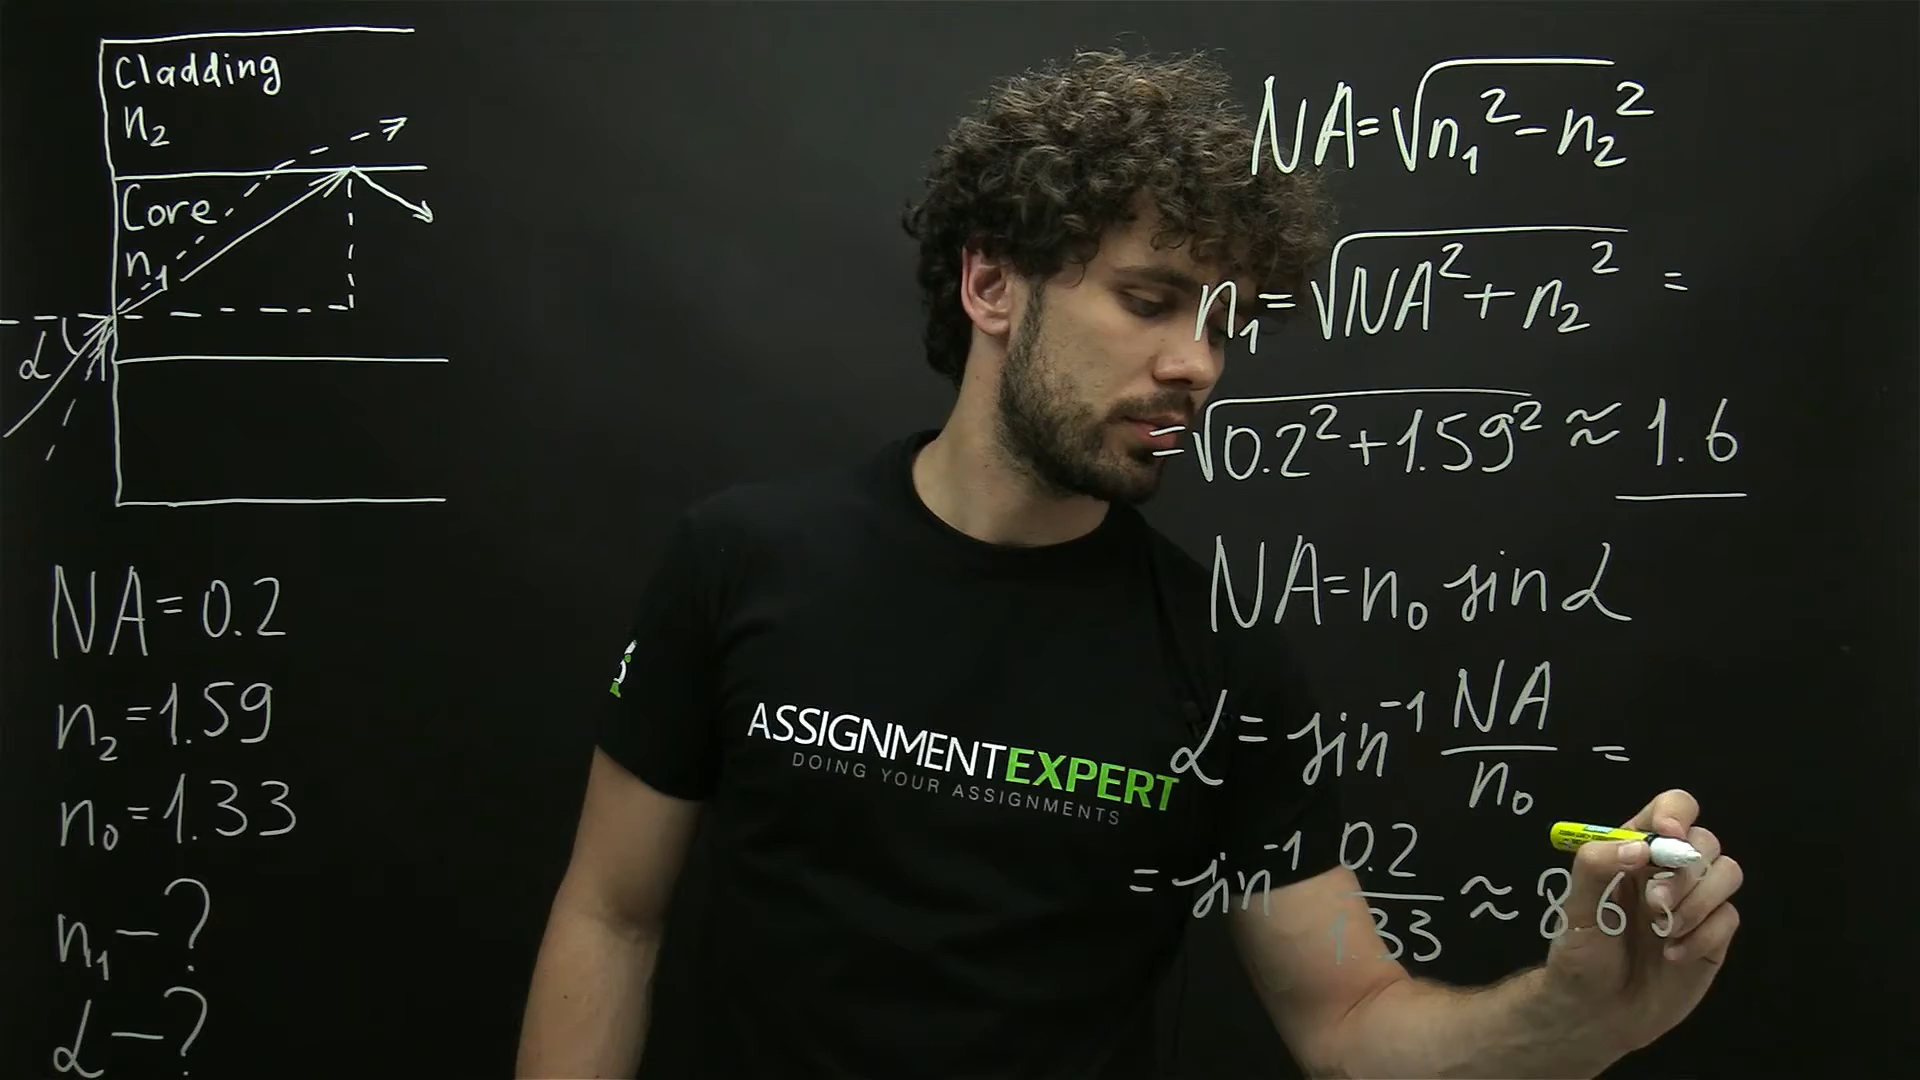 Cladding
n₂
Core
n₁
α
NA=0.2
n₂=1.59
n₀=1.33
n₁-?
α-?
ASSIGNMENTEXPERT
DOING YOUR ASSIGNMENTS
NA=√n₁²-n₂²
n₁=√NA²+n₂² =
=√0.2²+1.59² ≈ 1.6
NA=n₀ sinα
α = sin⁻¹ NA/n₀ =
= sin⁻¹ 0.2/1.33 ≈ 8.65°